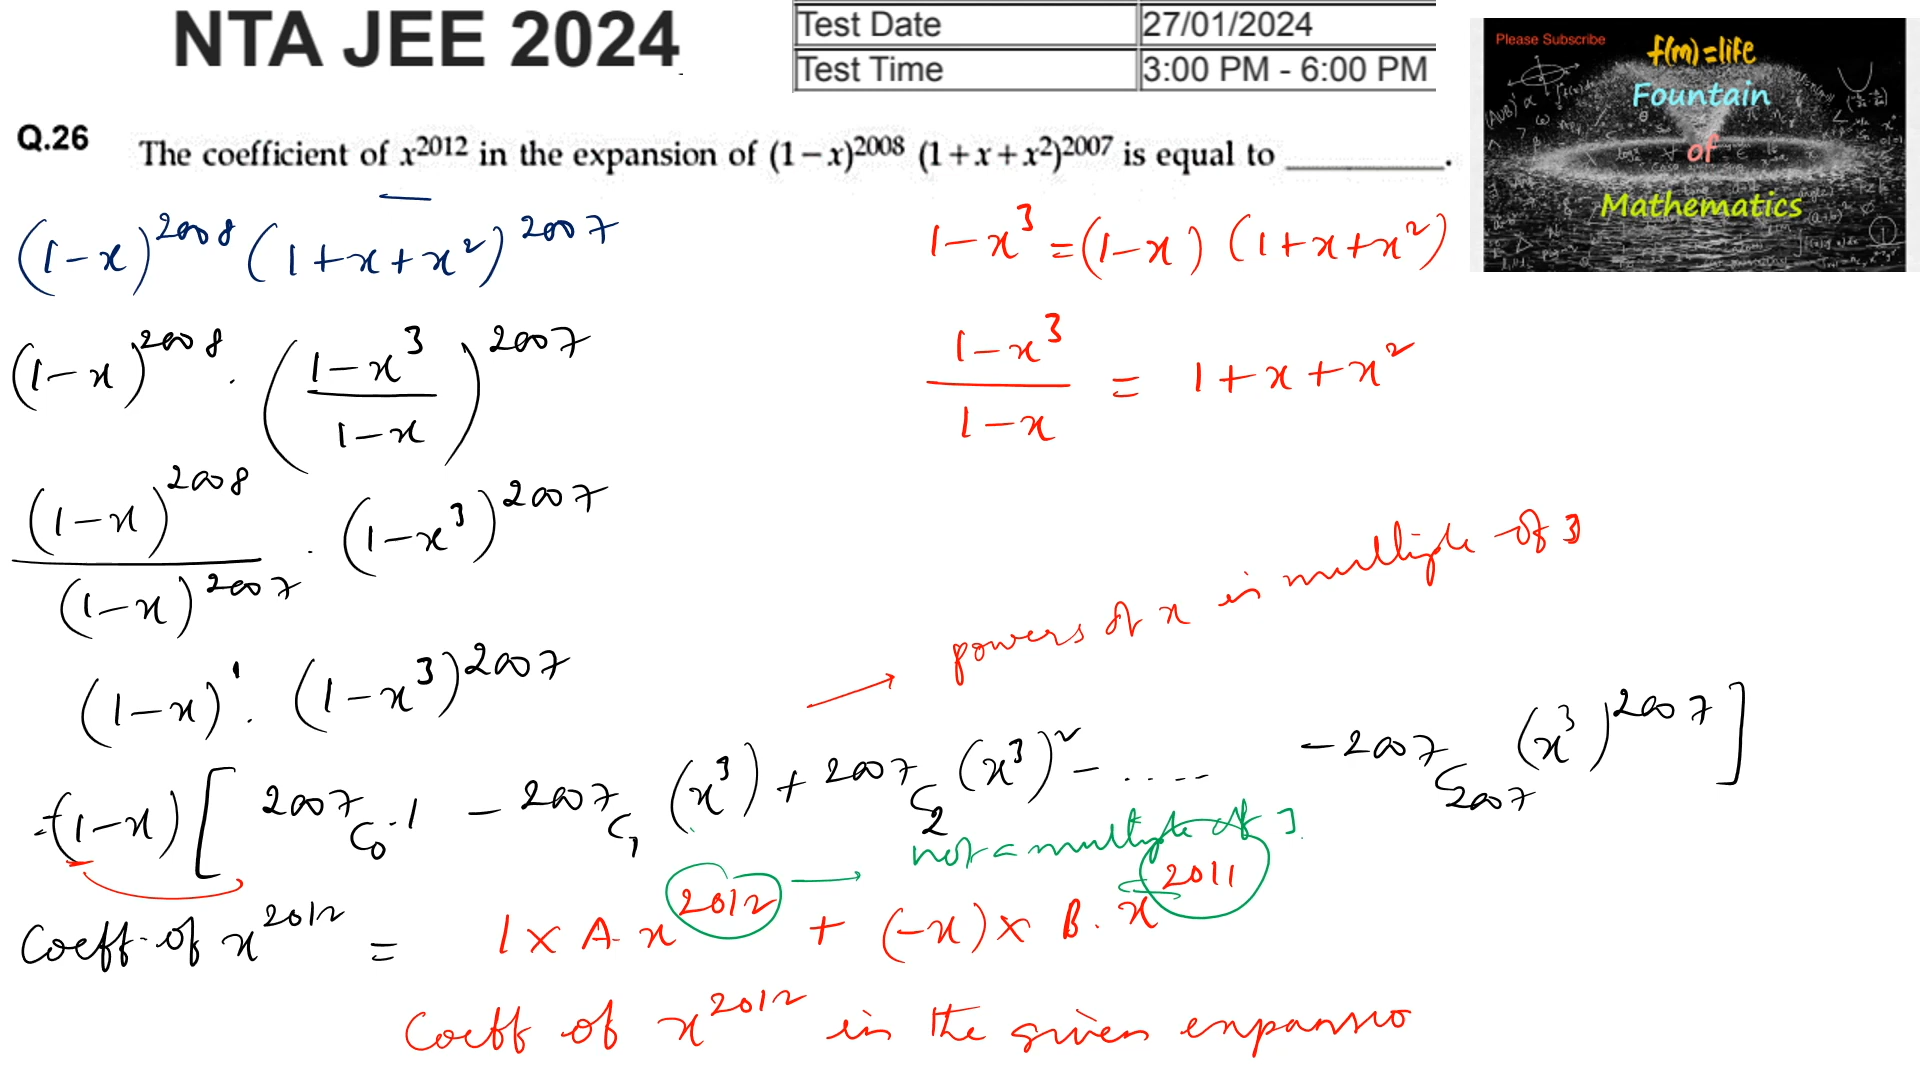 NTA JEE 2024
Test Date 27/01/2024
Test Time 3:00 PM - 6:00 PM
Please Subscribe
f(m)=life
Fountain
of
Mathematics
Q.26 The coefficient of x^2012 in the expansion of (1−x)^2008 (1+x+x²)^2007 is equal to ________.
(1−x)^2008 (1+x+x²)^2007
1−x³ = (1−x) (1+x+x²)
(1−x)^2008 · ((1−x³)/(1−x))^2007
(1−x³)/(1−x) = 1+x+x²
(1−x)^2008/(1−x)^2007 · (1−x³)^2007
→ powers of x is multiple of 3
(1−x)^1 · (1−x³)^2007
(1−x) [ 2007C0·1 − 2007C1 (x³) + 2007C2 (x³)² − ...... − 2007C2007 (x³)^2007 ]
→ not a multiple of 3
Coeff. of x^2012 = 1 × A· x^2012 + (−x) × B· x^2011
Coeff of x^2012 in the given expansio